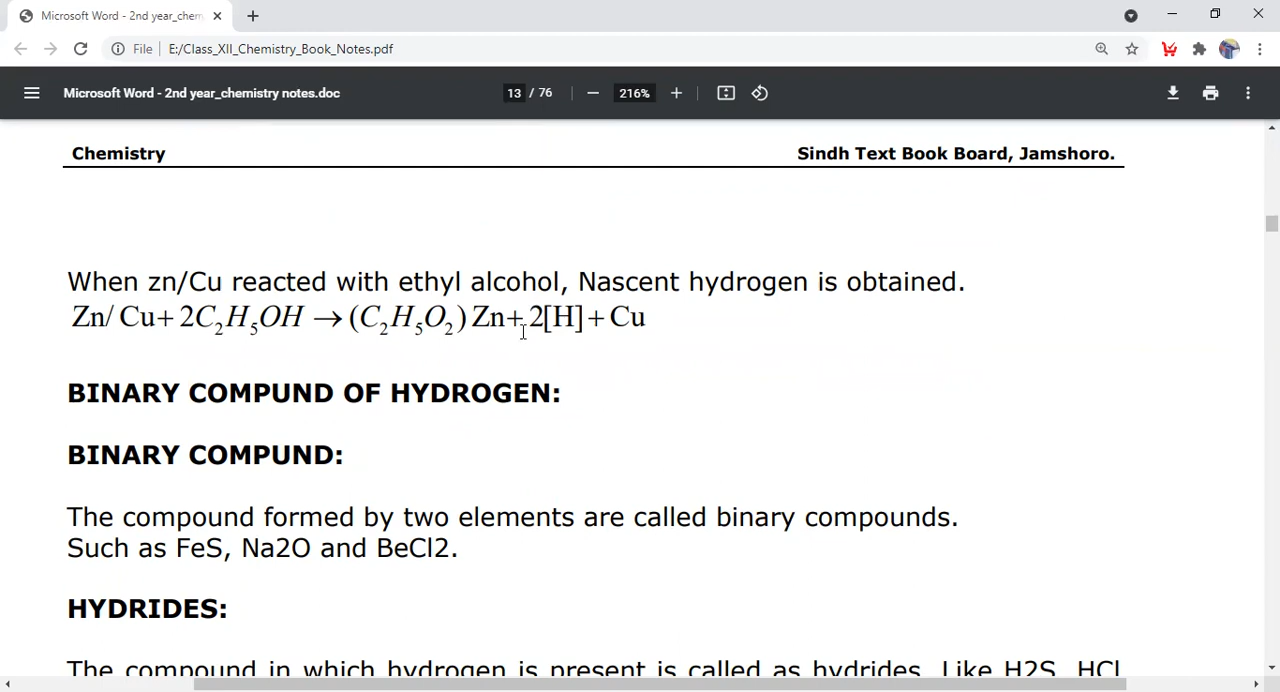 Microsoft Word - 2nd year_chem
File | E:/Class_XII_Chemistry_Book_Notes.pdf
Microsoft Word - 2nd year_chemistry notes.doc 13 / 76 − 216% +
Chemistry Sindh Text Book Board, Jamshoro.
When zn/Cu reacted with ethyl alcohol, Nascent hydrogen is obtained.
Zn/ Cu+ 2C₂H₅OH → (C₂H₅O₂) Zn+ 2[H] + Cu
BINARY COMPUND OF HYDROGEN:
BINARY COMPUND:
The compound formed by two elements are called binary compounds.
Such as FeS, Na2O and BeCl2.
HYDRIDES:
The compound in which hydrogen is present is called as hydrides. Like H2S, HCl